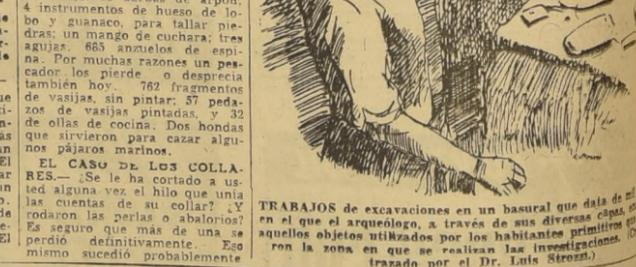 4 instrumentos de hueso de lo-
bo y guanaco, para tallar pie-
dras; un mango de cuchara; tres
agujas. 665 anzuelos de espi-
na. Por muchas razones un pes-
cador los pierde o desprecia
también hoy. 762 fragmentos
de vasijas, sin pintar; 57 peda-
zos de vasijas pintadas, y 32
de ollas de cocina. Dos hondas
que sirvieron para cazar algu-
nos pájaros marinos.
EL CASO DE LOS COLLA-
RES.— ¿Se le ha cortado a us-
ted alguna vez el hilo que unía
las cuentas de su collar? ¿Y
rodaron las perlas o abalorios?
Es seguro que más de una se
perdió definitivamente. Eso
mismo sucedió probablemente
TRABAJOS de excavaciones en un basural que data de
en el que el arqueólogo, a través de sus diversas capas,
aquellos objetos utilizados por los habitantes primitivos
ron la zona en que se realizan las investigaciones.
trazado por el Dr. Luis Strozzi.)